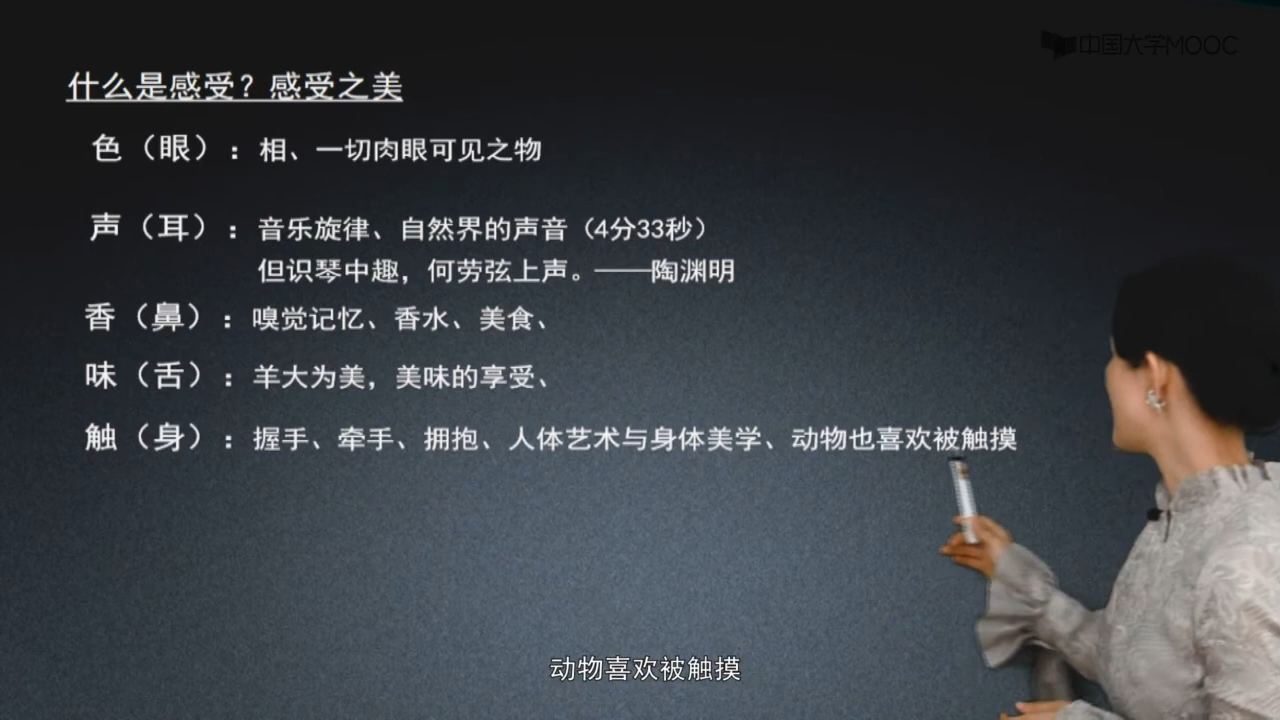 中国大学MOOC
什么是感受？感受之美
色（眼）：相、一切肉眼可见之物
声（耳）：音乐旋律、自然界的声音（4分33秒）
但识琴中趣，何劳弦上声。——陶渊明
香（鼻）：嗅觉记忆、香水、美食、
味（舌）：羊大为美，美味的享受、
触（身）：握手、牵手、拥抱、人体艺术与身体美学、动物也喜欢被触摸
动物喜欢被触摸